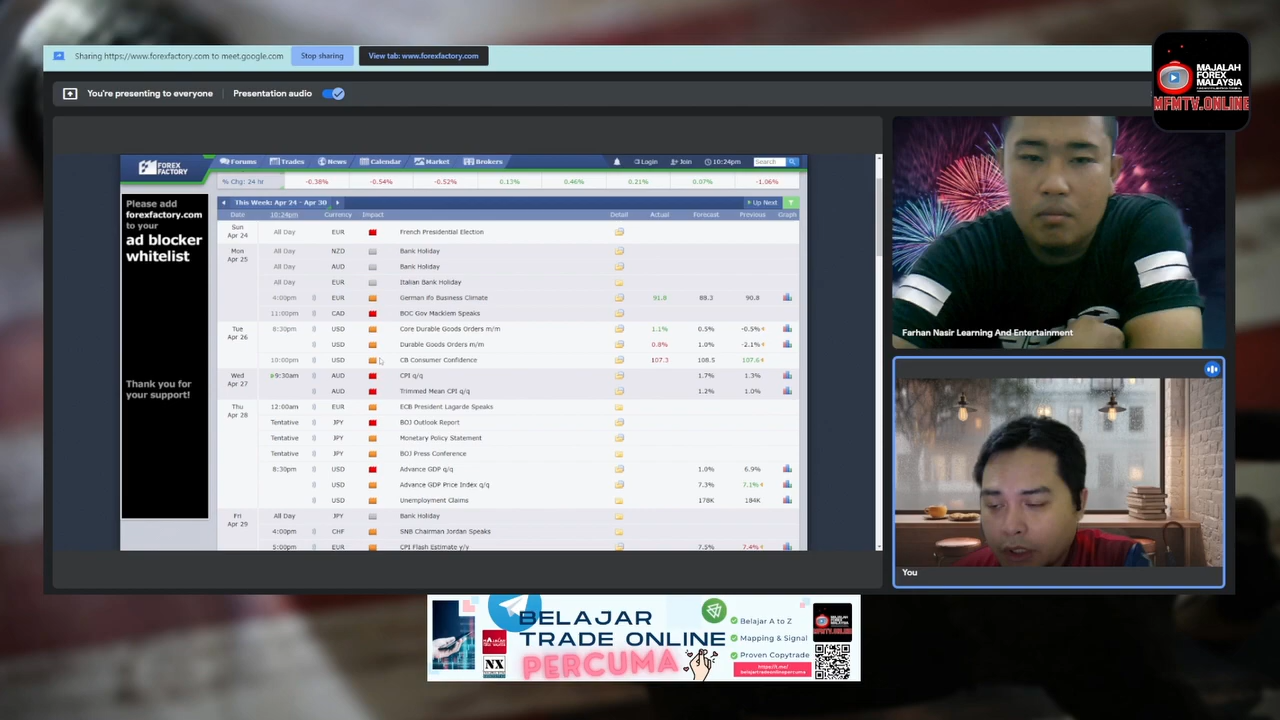 Sharing https://www.forexfactory.com to meet.google.com Stop sharing View tab: www.forexfactory.com
You're presenting to everyone Presentation audio
MAJALAH
FOREX
MALAYSIA
MFMTV.ONLINE
FOREX
FACTORY
Forums Trades News Calendar Market Brokers Login Join 10:24pm Search
% Chg: 24 hr -0.38% -0.54% -0.52% 0.13% 0.46% 0.21% 0.07% -1.06%
This Week: Apr 24 - Apr 30 Up Next
Date 10:24pm Currency Impact Detail Actual Forecast Previous Graph
Sun Apr 24 All Day EUR French Presidential Election
Mon Apr 25 All Day NZD Bank Holiday
All Day AUD Bank Holiday
All Day EUR Italian Bank Holiday
4:00pm EUR German ifo Business Climate 91.8 88.3 90.8
11:00pm CAD BOC Gov Macklem Speaks
Tue Apr 26 8:30pm USD Core Durable Goods Orders m/m 1.1% 0.5% -0.5%
USD Durable Goods Orders m/m 0.8% 1.0% -2.1%
10:00pm USD CB Consumer Confidence 107.3 108.5 107.6
Wed Apr 27 9:30am AUD CPI q/q 1.7% 1.3%
AUD Trimmed Mean CPI q/q 1.2% 1.0%
Thu Apr 28 12:00am EUR ECB President Lagarde Speaks
Tentative JPY BOJ Outlook Report
Tentative JPY Monetary Policy Statement
Tentative JPY BOJ Press Conference
8:30pm USD Advance GDP q/q 1.0% 6.9%
USD Advance GDP Price Index q/q 7.3% 7.1%
USD Unemployment Claims 178K 184K
Fri Apr 29 All Day JPY Bank Holiday
4:00pm CHF SNB Chairman Jordan Speaks
5:00pm EUR CPI Flash Estimate y/y 7.5% 7.4%
Please add
forexfactory.com
to your
ad blocker
whitelist
Thank you for
your support!
Farhan Nasir Learning And Entertainment
You
BELAJAR
TRADE ONLINE
PERCUMA
NX
Belajar A to Z
Mapping & Signal
Proven Copytrade
https://t.me/
belajartradeonlinepercuma